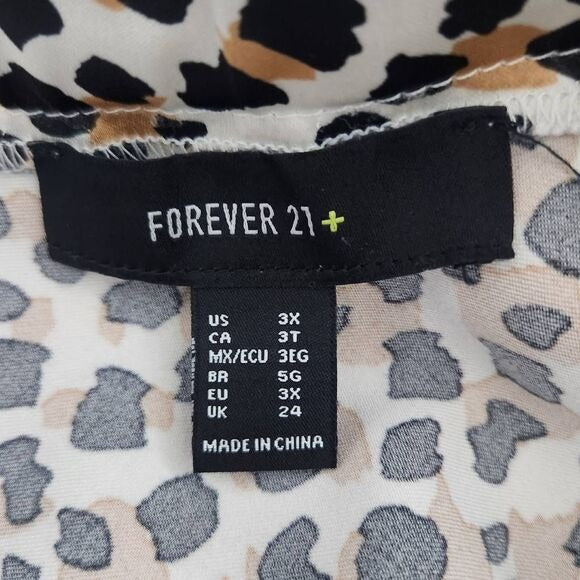 FOREVER 21+
US 3X
CA 3T
MX/ECU 3EG
BR 5G
EU 3X
UK 24
MADE IN CHINA